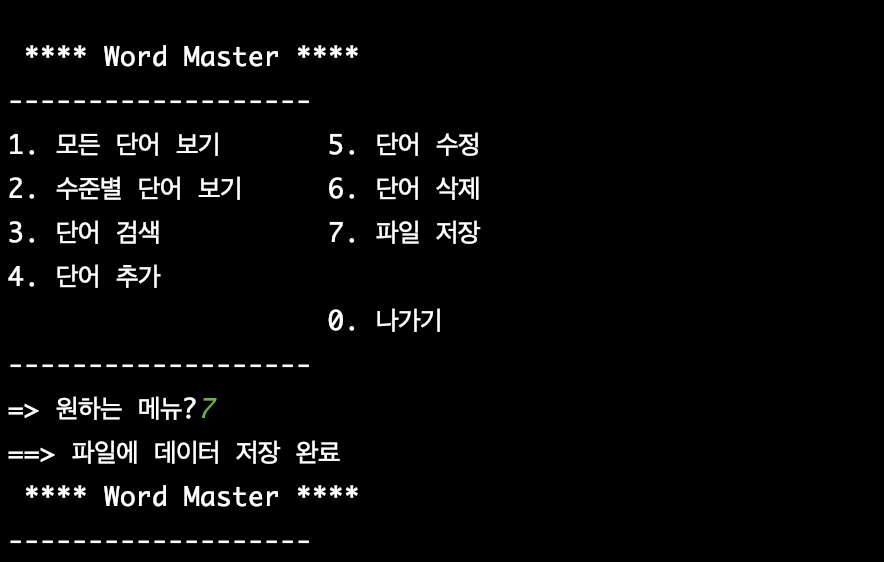 **** Word Master ****
--------------------
1. 모든 단어 보기 5. 단어 수정
2. 수준별 단어 보기 6. 단어 삭제
3. 단어 검색 7. 파일 저장
4. 단어 추가
0. 나가기
--------------------
=> 원하는 메뉴?7
==> 파일에 데이터 저장 완료
**** Word Master ****
--------------------